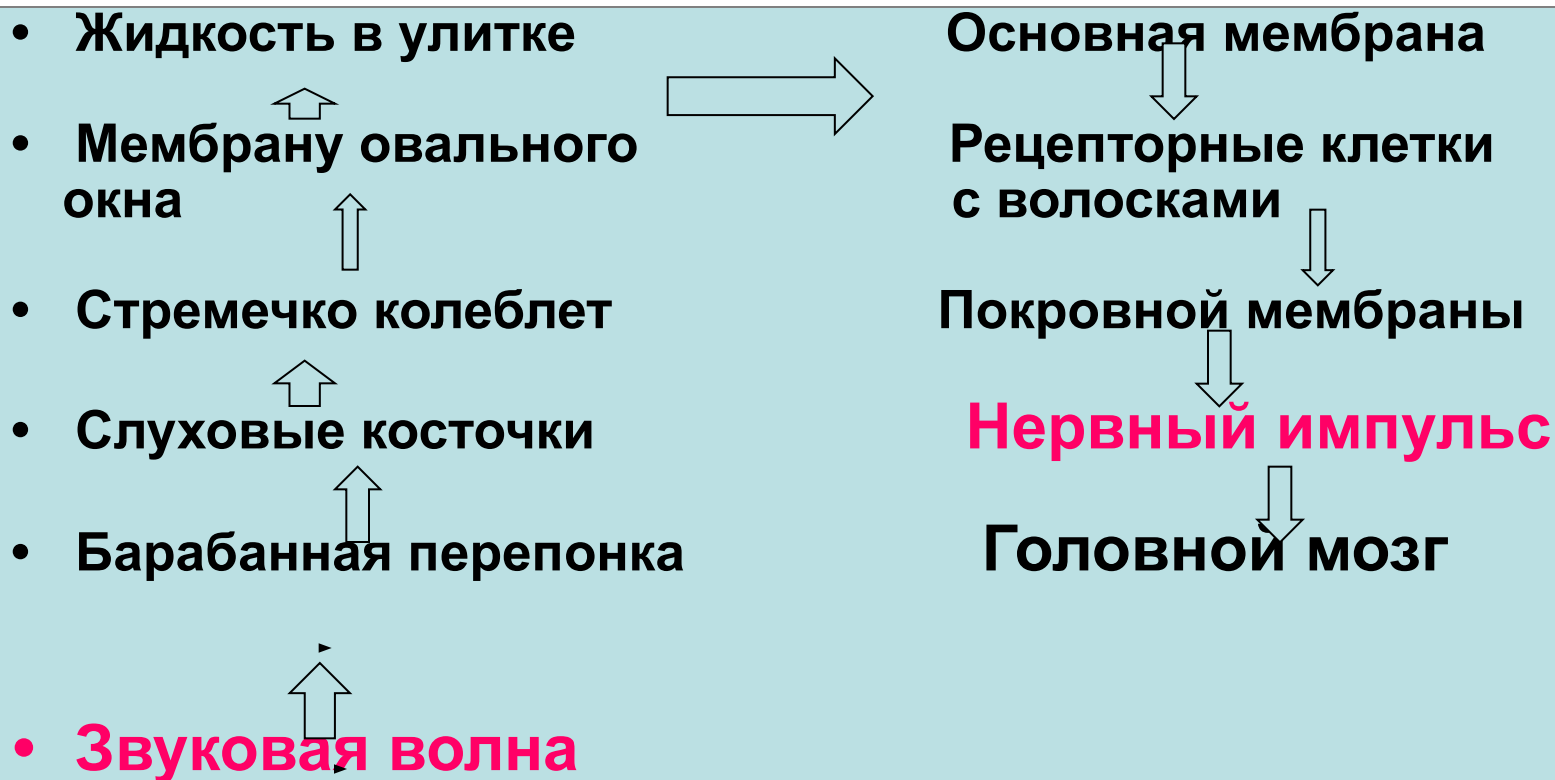 • Жидкость в улитке
• Мембрану овального
окна
• Стремечко колеблет
• Слуховые косточки
• Барабанная перепонка
• Звуковая волна
Основная мембрана
Рецепторные клетки
с волосками
Покровной мембраны
Нервный импульс
Головной мозг